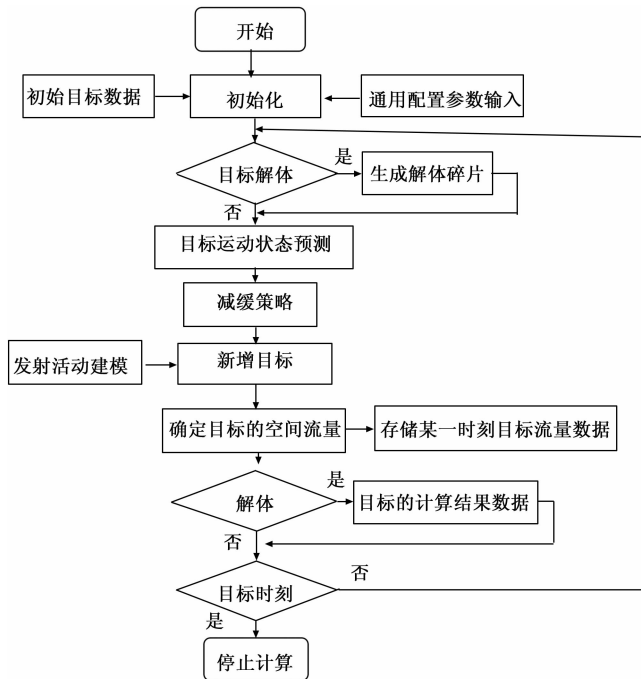 开始
初始目标数据
初始化
通用配置参数输入
目标解体
是
生成解体碎片
否
目标运动状态预测
减缓策略
发射活动建模
新增目标
确定目标的空间流量
存储某一时刻目标流量数据
解体
是
目标的计算结果数据
否
目标时刻
否
是
停止计算